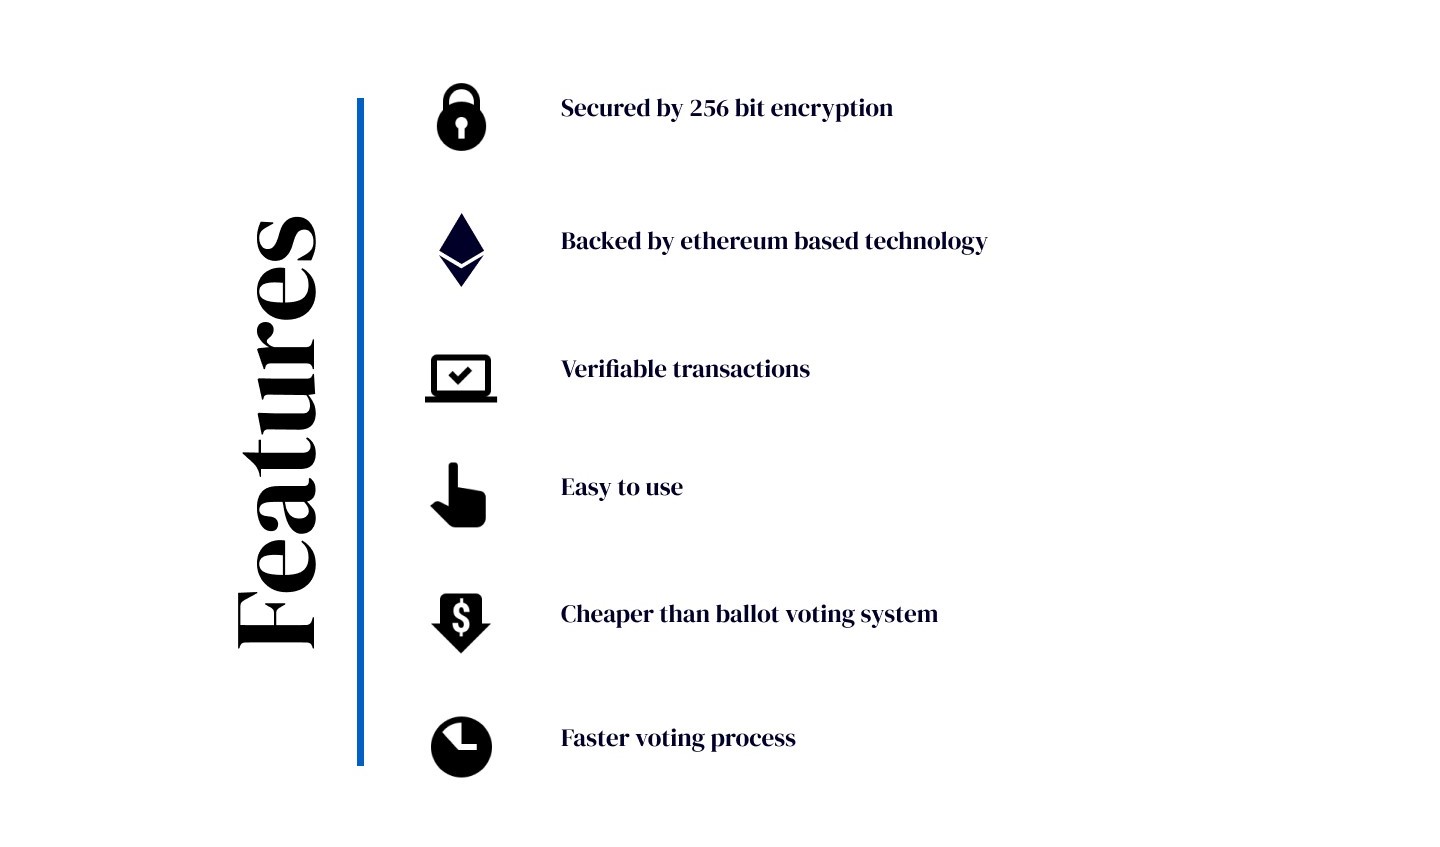 Features
Secured by 256 bit encryption
Backed by ethereum based technology
Verifiable transactions
Easy to use
$
Cheaper than ballot voting system
Faster voting process